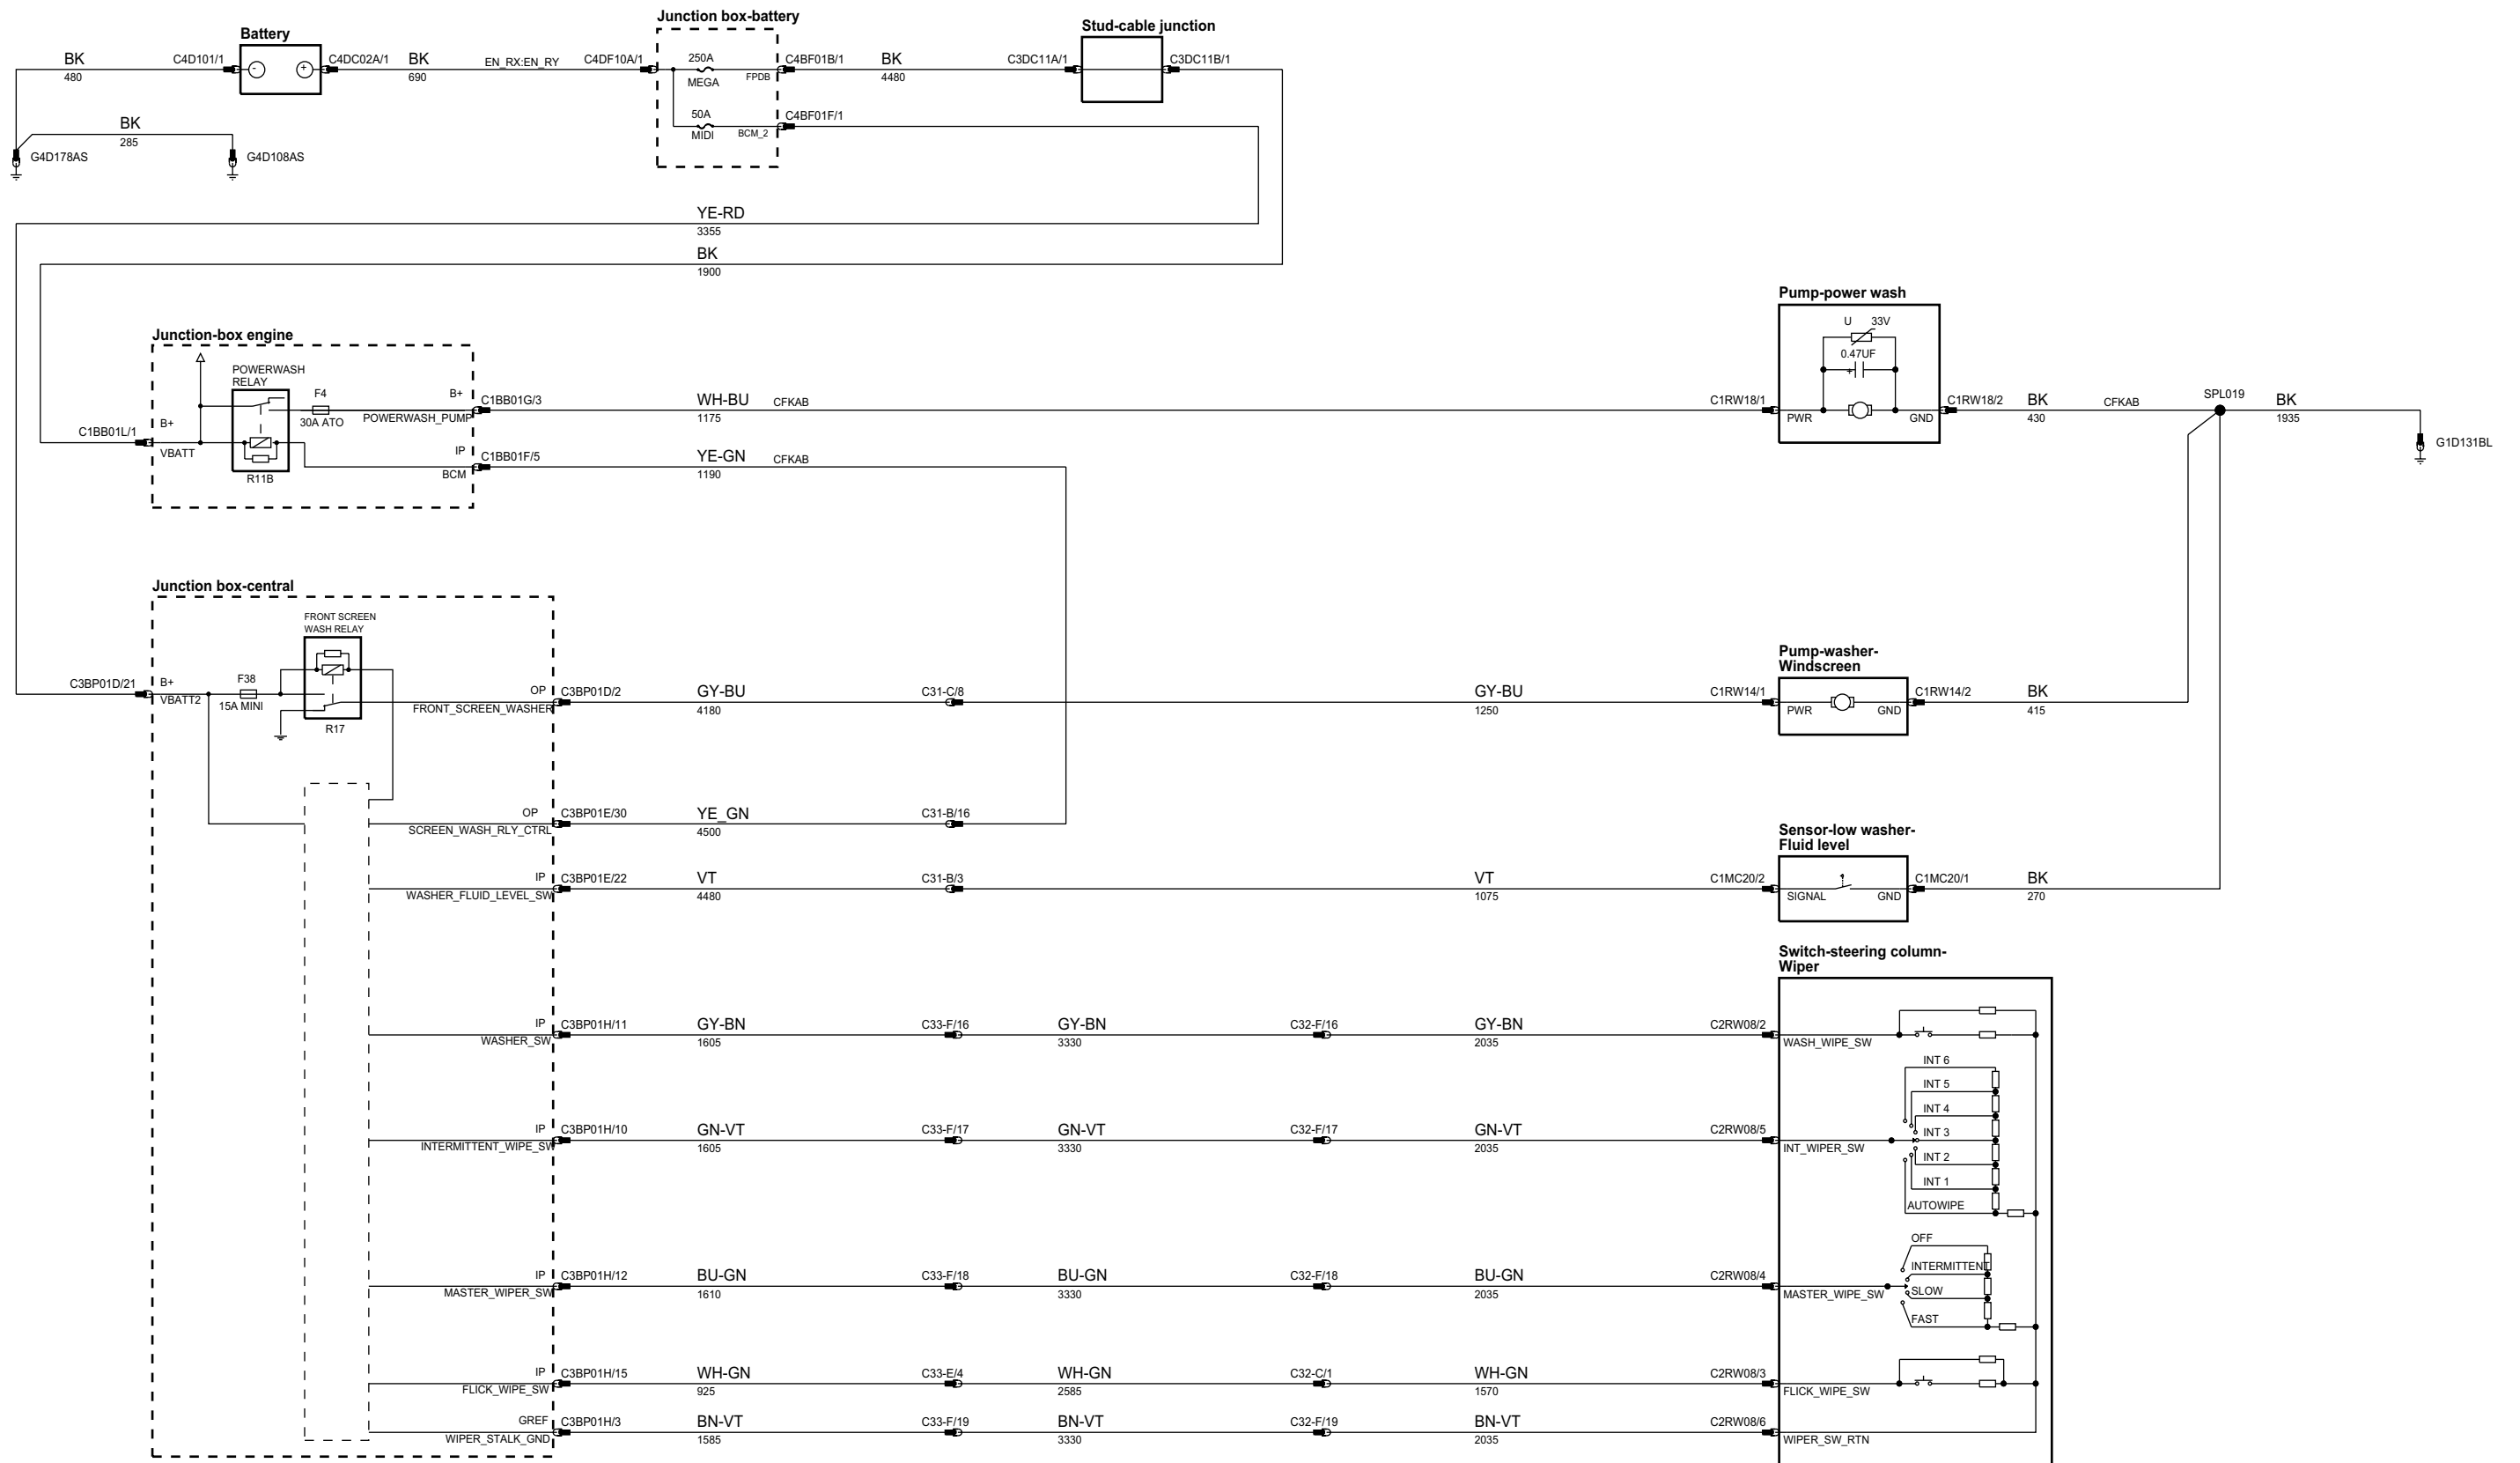 Junction box-battery
Stud-cable junction
Battery
BK
480
C4D101/1
-
+
C4DC02A/1
BK
690
EN_RX:EN_RY
C4DF10A/1
250A
MEGA
FPDB
C4BF01B/1
BK
4480
C3DC11A/1
C3DC11B/1
50A
MIDI
BCM_2
C4BF01F/1
BK
285
G4D178AS
G4D108AS
YE-RD
3355
BK
1900
Pump-power wash
U 33V
0.47UF
+
Junction-box engine
POWERWASH
RELAY
F4
30A ATO
B+
POWERWASH_PUMP
C1BB01G/3
WH-BU
1175
CFKAB
C1RW18/1
PWR
GND
C1RW18/2
BK
430
CFKAB
SPL019
BK
1935
G1D131BL
C1BB01L/1
B+
VBATT
R11B
IP
BCM
C1BB01F/5
YE-GN
1190
CFKAB
Junction box-central
FRONT SCREEN
WASH RELAY
C3BP01D/21
B+
VBATT2
F38
15A MINI
R17
OP
FRONT_SCREEN_WASHER
C3BP01D/2
GY-BU
4180
C31-C/8
GY-BU
1250
Pump-washer-
Windscreen
C1RW14/1
PWR
GND
C1RW14/2
BK
415
OP
SCREEN_WASH_RLY_CTRL
C3BP01E/30
YE_GN
4500
C31-B/16
Sensor-low washer-
Fluid level
IP
WASHER_FLUID_LEVEL_SW
C3BP01E/22
VT
4480
C31-B/3
VT
1075
C1MC20/2
SIGNAL
GND
C1MC20/1
BK
270
Switch-steering column-
Wiper
IP
WASHER_SW
C3BP01H/11
GY-BN
1605
C33-F/16
GY-BN
3330
C32-F/16
GY-BN
2035
C2RW08/2
WASH_WIPE_SW
INT 6
INT 5
INT 4
INT 3
INT 2
INT 1
AUTOWIPE
IP
INTERMITTENT_WIPE_SW
C3BP01H/10
GN-VT
1605
C33-F/17
GN-VT
3330
C32-F/17
GN-VT
2035
C2RW08/5
INT_WIPER_SW
OFF
INTERMITTENT
SLOW
FAST
IP
MASTER_WIPER_SW
C3BP01H/12
BU-GN
1610
C33-F/18
BU-GN
3330
C32-F/18
BU-GN
2035
C2RW08/4
MASTER_WIPE_SW
IP
FLICK_WIPE_SW
C3BP01H/15
WH-GN
925
C33-E/4
WH-GN
2585
C32-C/1
WH-GN
1570
C2RW08/3
FLICK_WIPE_SW
GREF
WIPER_STALK_GND
C3BP01H/3
BN-VT
1585
C33-F/19
BN-VT
3330
C32-F/19
BN-VT
2035
C2RW08/6
WIPER_SW_RTN